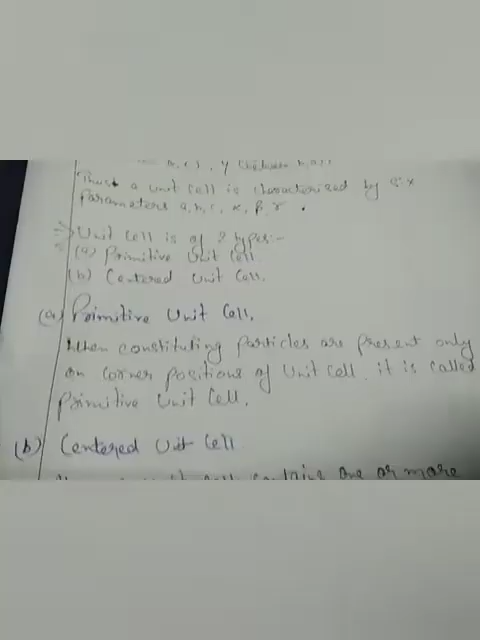 Thus a unit cell is characterised by six
Parameters a, b, c, α, β, γ.
Unit cell is of 2 types:-
(a) Primitive Unit Cell
(b) Centered Unit Cell.
(a) Primitive Unit Cell.
When constituting particles are present only
on corner positions of Unit cell, it is called
Primitive Unit Cell.
(b) Centered Unit Cell
contains one or more